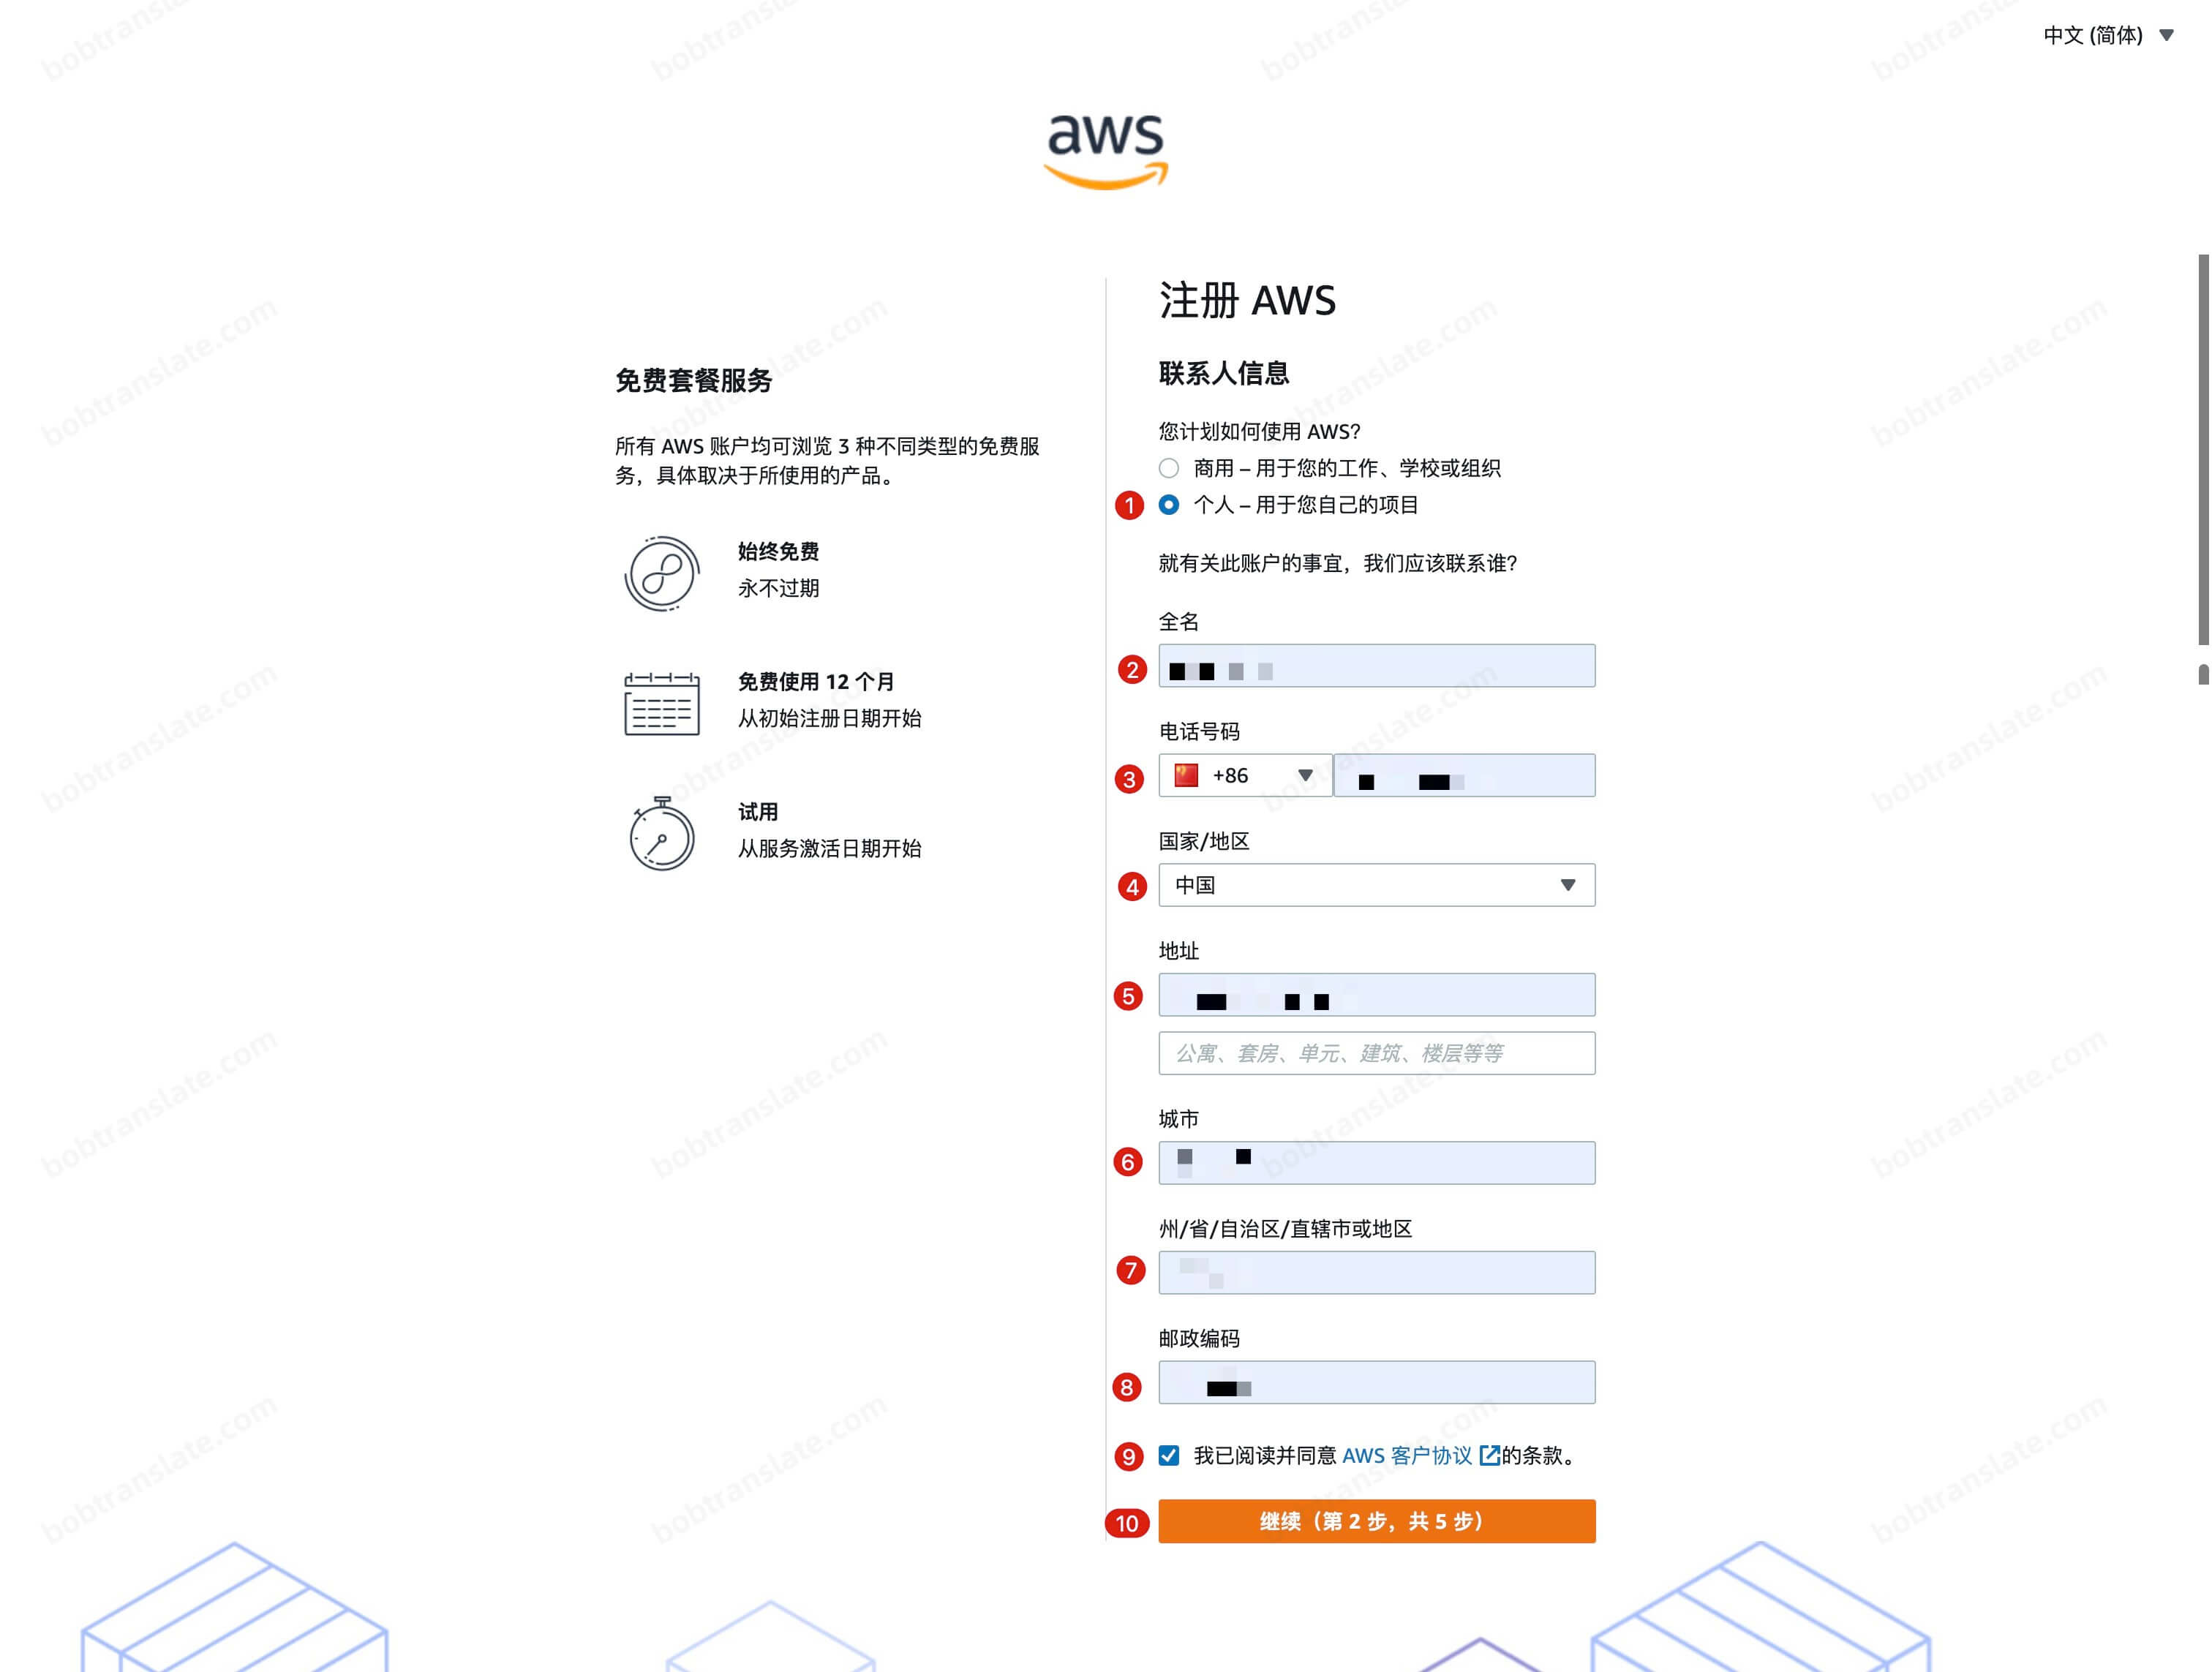 中文 (简体)
aws
免费套餐服务
所有 AWS 账户均可浏览 3 种不同类型的免费服
务，具体取决于所使用的产品。
始终免费
永不过期
免费使用 12 个月
从初始注册日期开始
试用
从服务激活日期开始
注册 AWS
联系人信息
您计划如何使用 AWS?
商用 – 用于您的工作、学校或组织
1 个人 – 用于您自己的项目
就有关此账户的事宜，我们应该联系谁?
全名
2
电话号码
3 +86
国家/地区
4 中国
地址
5
公寓、套房、单元、建筑、楼层等等
城市
6
州/省/自治区/直辖市或地区
7
邮政编码
8
9 我已阅读并同意 AWS 客户协议 的条款。
10 继续（第 2 步，共 5 步）
bobtranslate.com